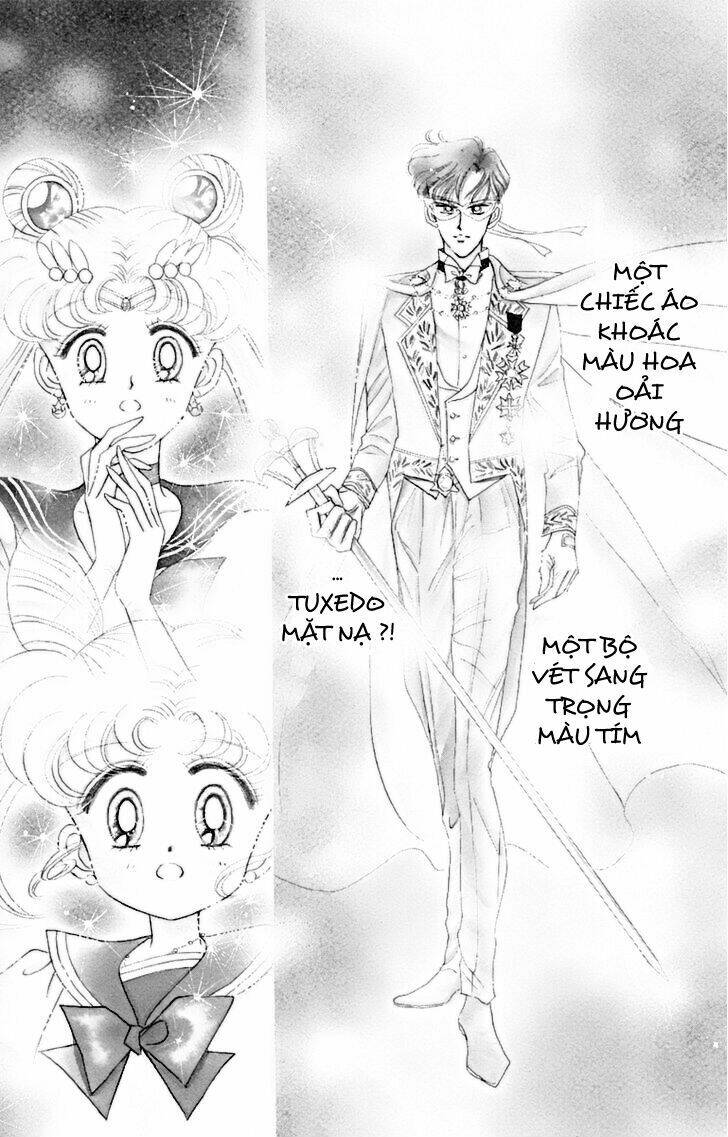 MỘT
CHIẾC ÁO
KHOÁC
MÀU HOA
OẢI
HƯƠNG
...
TUXEDO
MẶT NẠ ?!
MỘT BỘ
VÉT SANG
TRỌNG
MÀU TÍM